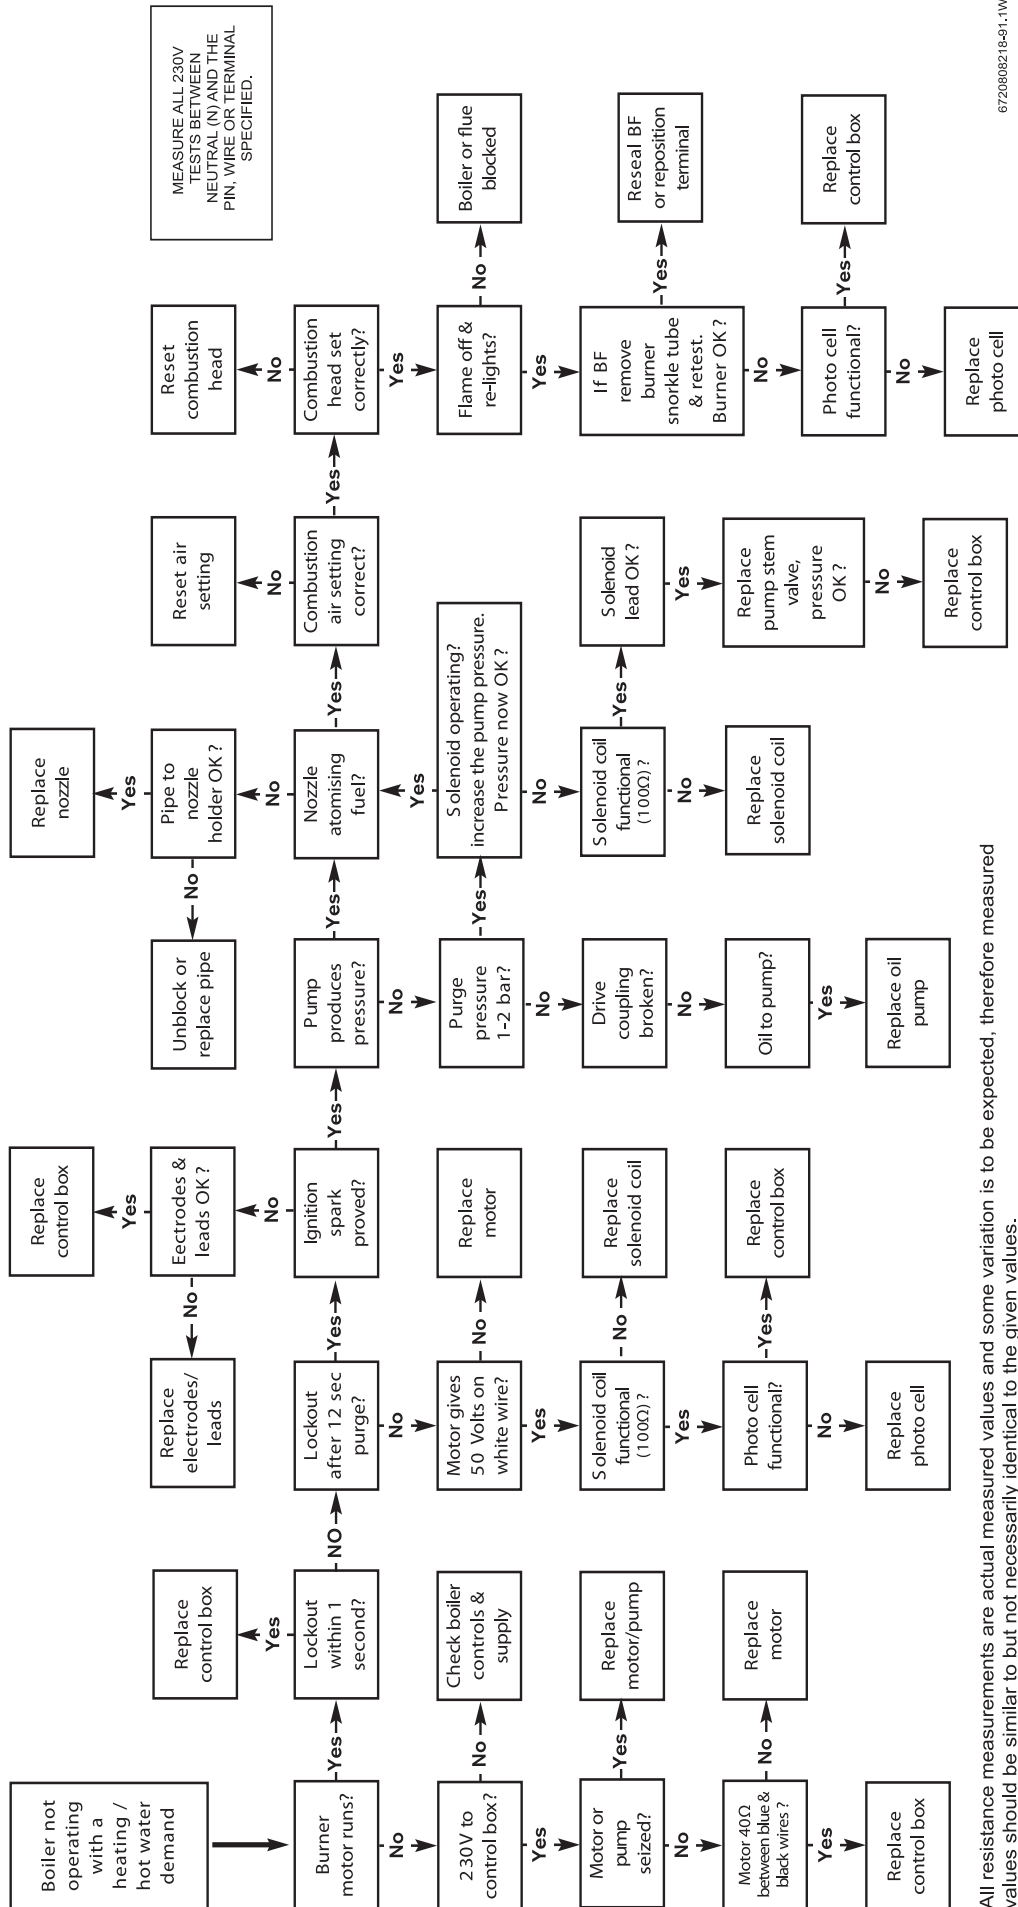 Boiler not
operating
with a
heating /
hot water
demand
Burner
motor runs?
Yes
No
230V to
control box?
No
Check boiler
controls &
supply
Yes
Motor or
pump
seized?
Yes
Replace
motor/pump
No
Motor 40Ω
between blue &
black wires ?
No
Replace
motor
Yes
Replace
control box
Lockout
within 1
second?
Yes
Replace
control box
NO
Lockout
after 12 sec
purge?
Yes
No
Motor gives
50 Volts on
white wire?
No
Replace
motor
Yes
Solenoid coil
functional
(100Ω) ?
No
Replace
solenoid coil
Yes
Photo cell
functional?
Yes
Replace
control box
No
Replace
photo cell
Ignition
spark
proved?
No
Eectrodes &
leads OK ?
Yes
Replace
control box
No
Replace
electrodes/
leads
Yes
Pump
produces
pressure?
Yes
No
Purge
pressure
1-2 bar?
Yes
No
Drive
coupling
broken?
No
Oil to pump?
Yes
Replace oil
pump
Nozzle
atomising
fuel?
No
Pipe to
nozzle
holder OK ?
Yes
Replace
nozzle
No
Unblock or
replace pipe
Yes
Solenoid operating?
increase the pump pressure.
Pressure now OK ?
Yes
No
Solenoid coil
functional
(100Ω) ?
Yes
No
Replace
solenoid coil
Solenoid
lead OK ?
Yes
Replace
pump stem
valve,
pressure
OK ?
No
Replace
control box
Combustion
air setting
correct?
No
Reset air
setting
Yes
Combustion
head set
correctly?
No
Reset
combustion
head
Yes
Flame off &
re-lights?
No
Boiler or flue
blocked
Yes
If BF
remove
burner
snorkle tube
& retest.
Burner OK ?
Yes
Reseal BF
or reposition
terminal
No
Photo cell
functional?
Yes
Replace
control box
No
Replace
photo cell
MEASURE ALL 230V
TESTS BETWEEN
NEUTRAL (N) AND THE
PIN, WIRE OR TERMINAL
SPECIFIED.
All resistance measurements are actual measured values and some variation is to be expected, therefore measured
values should be similar to but not necessarily identical to the given values.
6720808218-91.1W